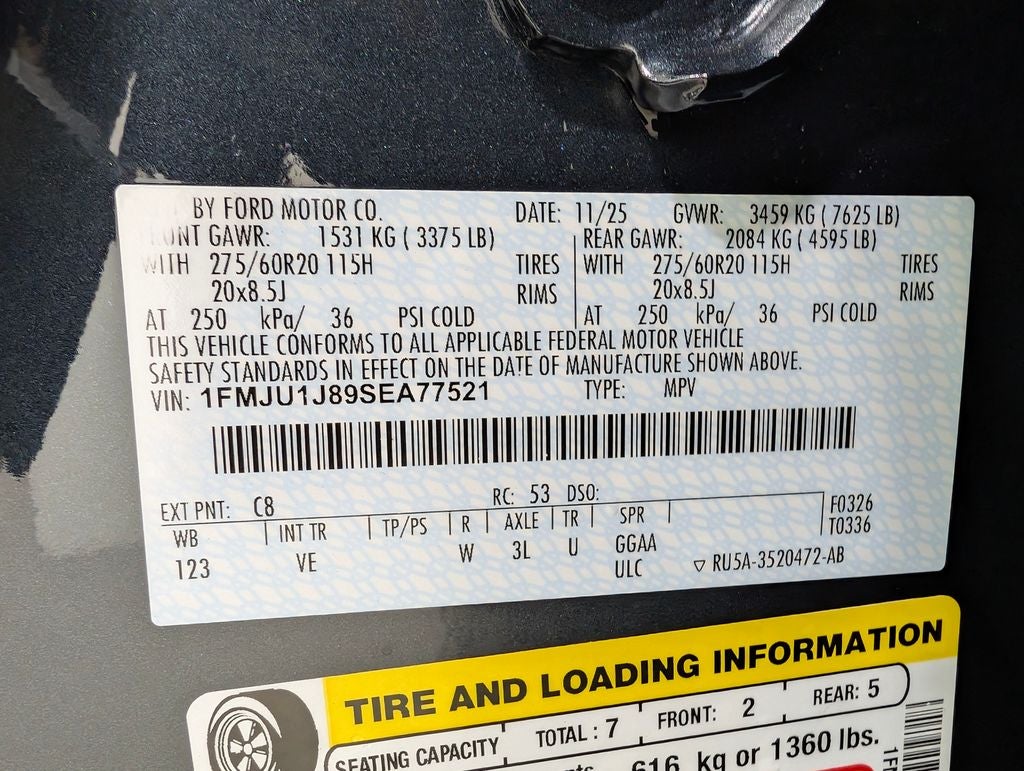 BY FORD MOTOR CO. DATE: 11/25 GVWR: 3459 KG ( 7625 LB)
FRONT GAWR: 1531 KG ( 3375 LB) REAR GAWR: 2084 KG ( 4595 LB)
WITH 275/60R20 115H TIRES WITH 275/60R20 115H TIRES
20x8.5J RIMS 20x8.5J RIMS
AT 250 kPa/ 36 PSI COLD AT 250 kPa/ 36 PSI COLD
THIS VEHICLE CONFORMS TO ALL APPLICABLE FEDERAL MOTOR VEHICLE
SAFETY STANDARDS IN EFFECT ON THE DATE OF MANUFACTURE SHOWN ABOVE.
VIN: 1FMJU1J89SEA77521 TYPE: MPV
EXT PNT: C8 RC: 53 DSO: F0326
WB INT TR TP/PS R AXLE TR SPR T0336
123 VE W 3L U GGAA
ULC ▽ RU5A-3520472-AB
TIRE AND LOADING INFORMATION
SEATING CAPACITY TOTAL : 7 FRONT: 2 REAR: 5
616 kg or 1360 lbs.
1F